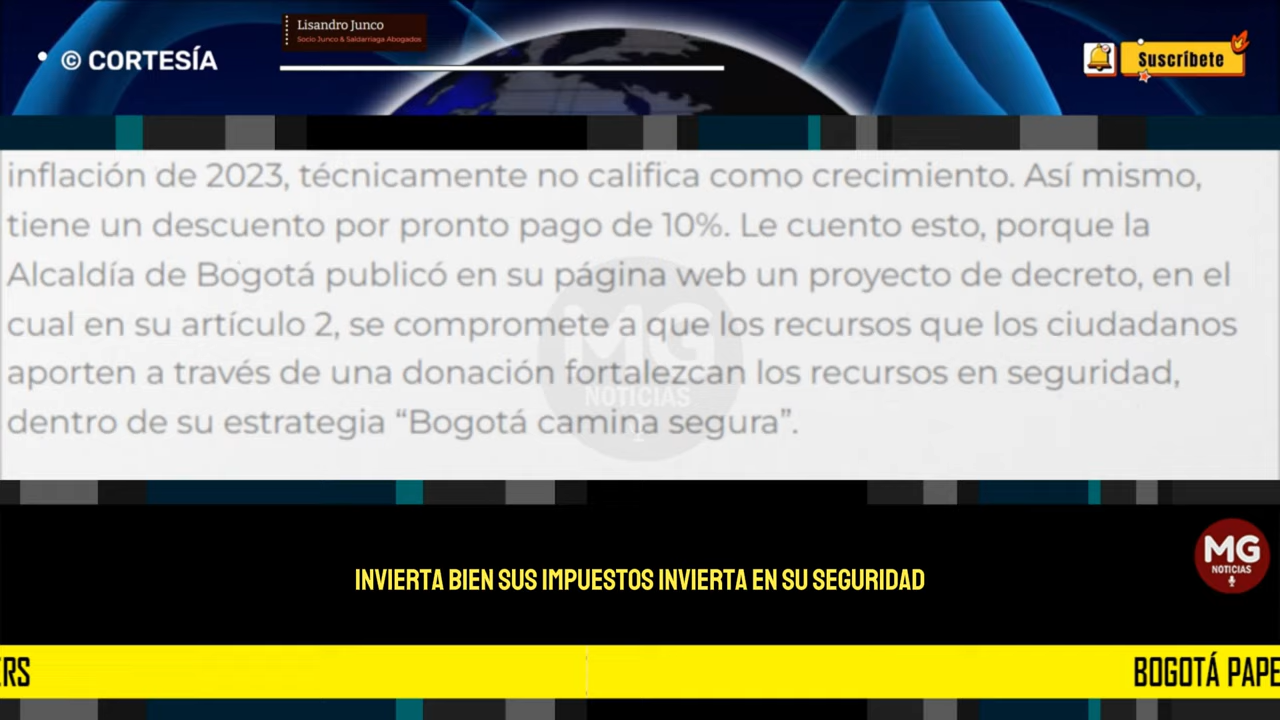 Lisandro Junco
Socio Junco & Saldarriaga Abogados
© CORTESÍA
Suscríbete
inflación de 2023, técnicamente no califica como crecimiento. Así mismo,
tiene un descuento por pronto pago de 10%. Le cuento esto, porque la
Alcaldía de Bogotá publicó en su página web un proyecto de decreto, en el
cual en su artículo 2, se compromete a que los recursos que los ciudadanos
aporten a través de una donación fortalezcan los recursos en seguridad,
dentro de su estrategia “Bogotá camina segura”.
MG
NOTICIAS
INVIERTA BIEN SUS IMPUESTOS INVIERTA EN SU SEGURIDAD
MG
NOTICIAS
ERS
BOGOTÁ PAPE